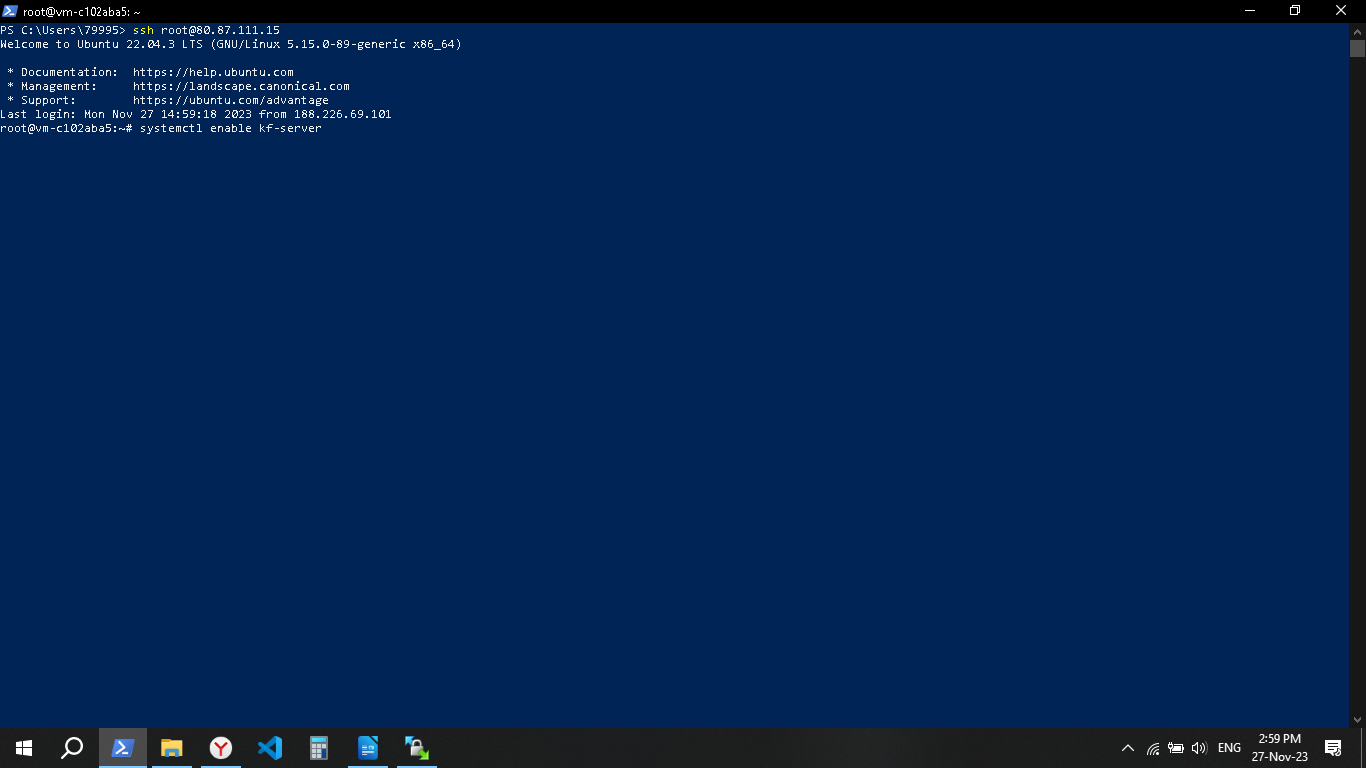 root@vm-c102aba5: ~
PS C:\Users\79995> ssh root@80.87.111.15
Welcome to Ubuntu 22.04.3 LTS (GNU/Linux 5.15.0-89-generic x86_64)
* Documentation: https://help.ubuntu.com
* Management: https://landscape.canonical.com
* Support: https://ubuntu.com/advantage
Last login: Mon Nov 27 14:59:18 2023 from 188.226.69.101
root@vm-c102aba5:~# systemctl enable kf-server
ENG
2:59 PM
27-Nov-23